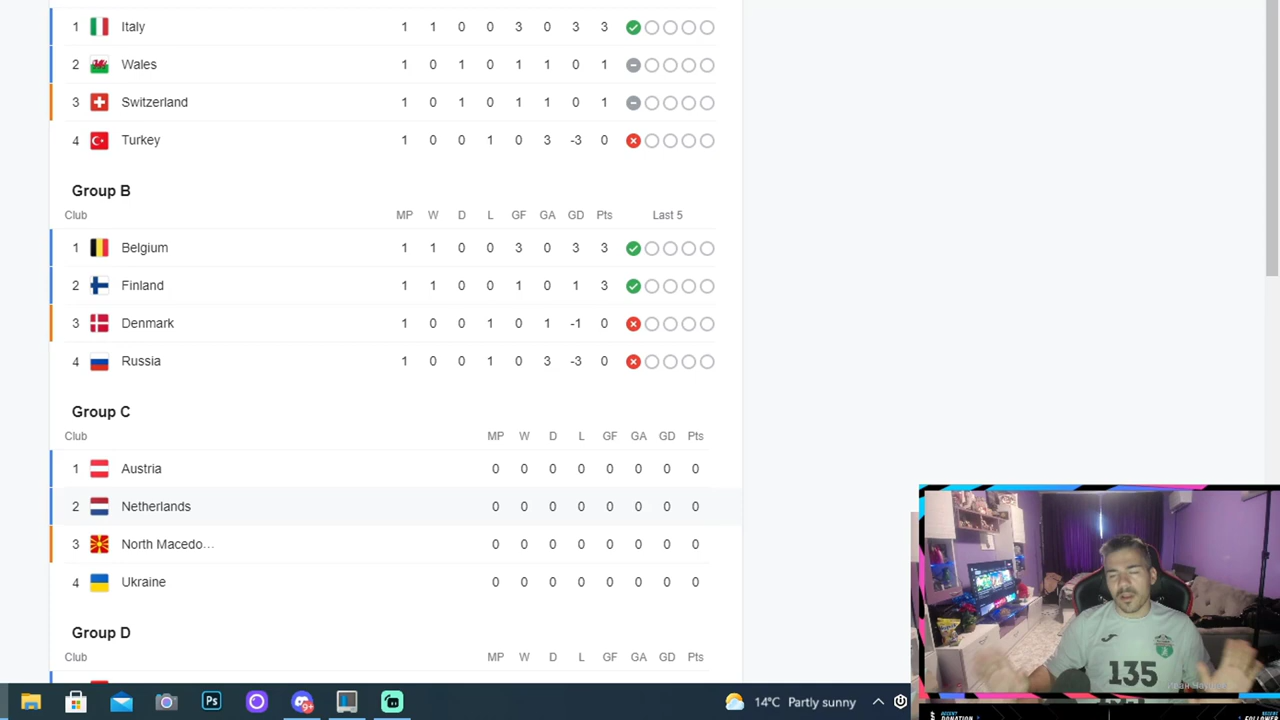 1 Italy 1 1 0 0 3 0 3 3
2 Wales 1 0 1 0 1 1 0 1
3 Switzerland 1 0 1 0 1 1 0 1
4 Turkey 1 0 0 1 0 3 -3 0
Group B
Club MP W D L GF GA GD Pts Last 5
1 Belgium 1 1 0 0 3 0 3 3
2 Finland 1 1 0 0 1 0 1 3
3 Denmark 1 0 0 1 0 1 -1 0
4 Russia 1 0 0 1 0 3 -3 0
Group C
Club MP W D L GF GA GD Pts
1 Austria 0 0 0 0 0 0 0 0
2 Netherlands 0 0 0 0 0 0 0 0
3 North Macedo... 0 0 0 0 0 0 0 0
4 Ukraine 0 0 0 0 0 0 0 0
Group D
Club MP W D L GF GA GD Pts
135
Ps
14°C Partly sunny
RECENT
DONATION
RECENT